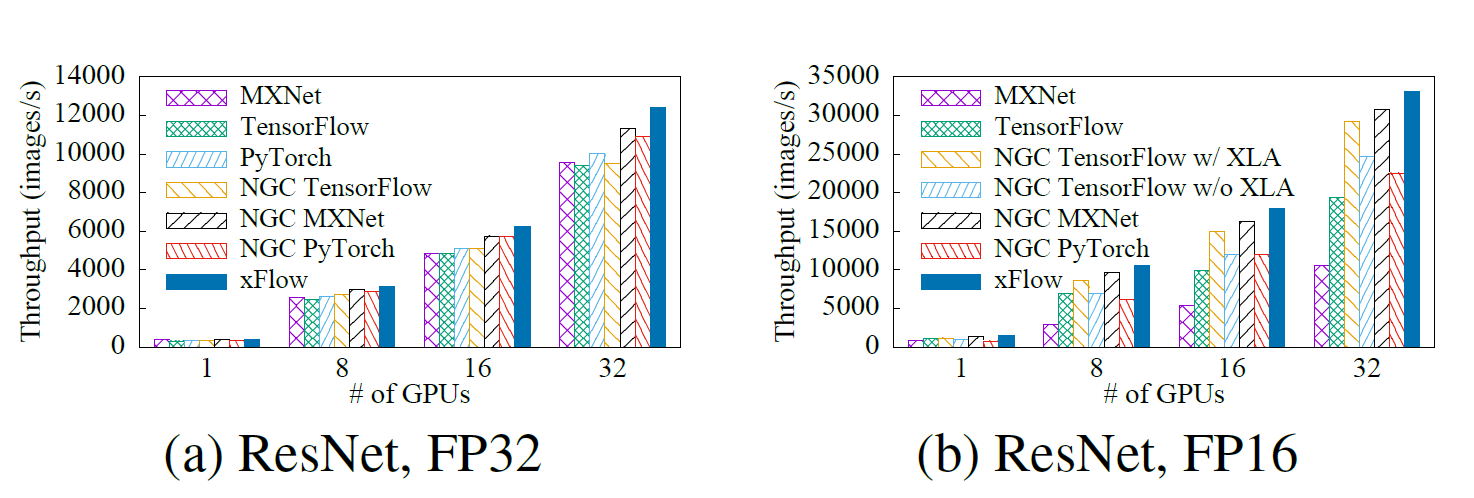 14000
12000
10000
8000
6000
4000
2000
0
Throughput (images/s)
MXNet
TensorFlow
PyTorch
NGC TensorFlow
NGC MXNet
NGC PyTorch
xFlow
1 8 16 32
# of GPUs
(a) ResNet, FP32
35000
30000
25000
20000
15000
10000
5000
0
Throughput (images/s)
MXNet
TensorFlow
NGC TensorFlow w/ XLA
NGC TensorFlow w/o XLA
NGC MXNet
NGC PyTorch
xFlow
1 8 16 32
# of GPUs
(b) ResNet, FP16